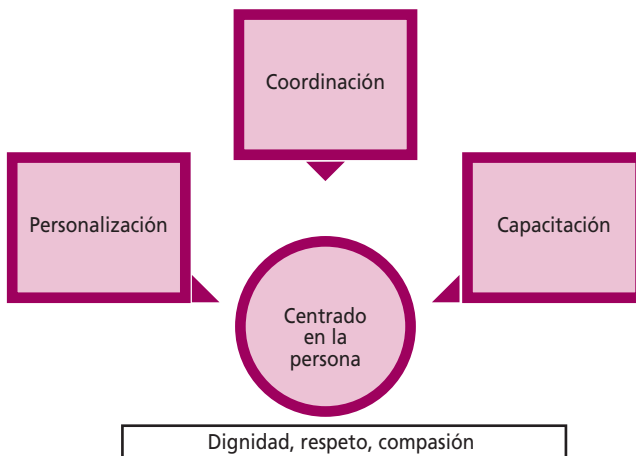 Coordinación
Personalización
Capacitación
Centrado
en la
persona
Dignidad, respeto, compasión